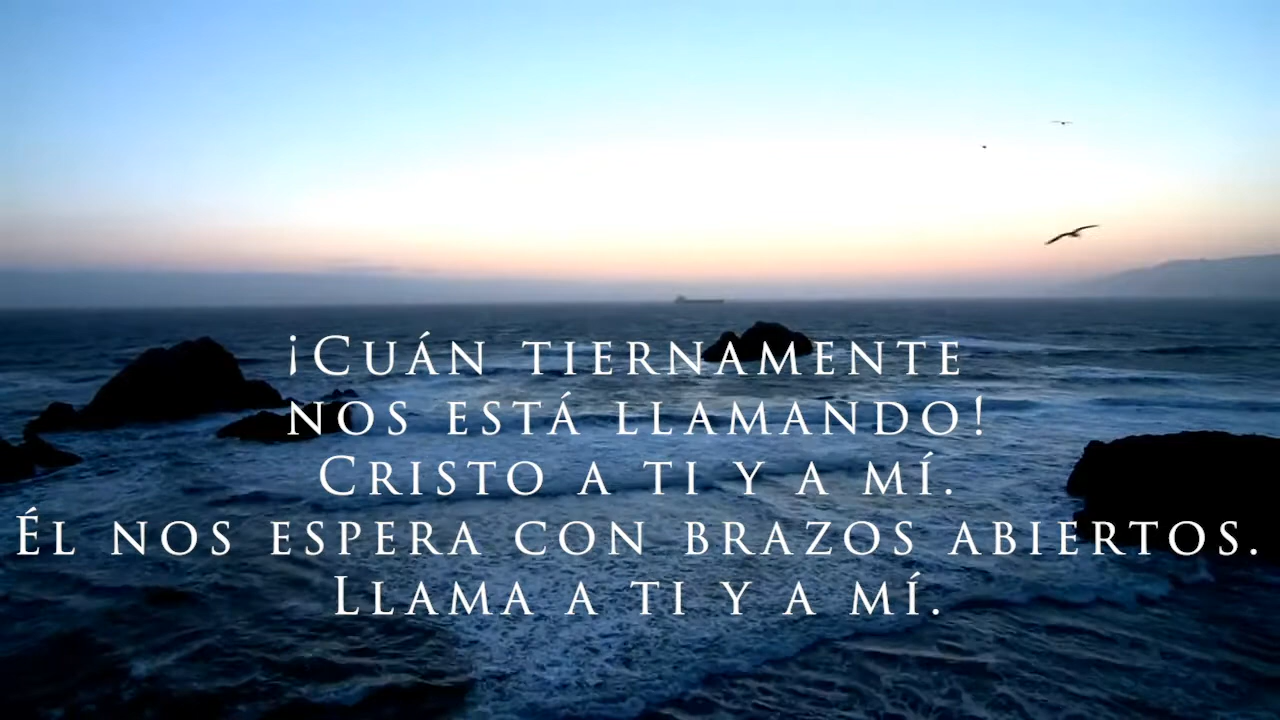 ¡Cuán tiernamente
nos está llamando!
Cristo a ti y a mí.
Él nos espera con brazos abiertos.
Llama a ti y a mí.